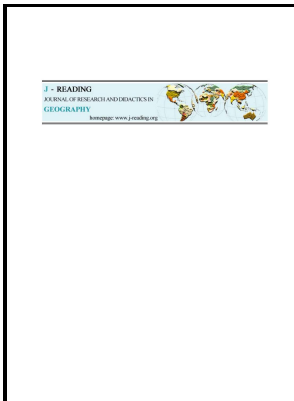 J - READING
JOURNAL OF RESEARCH AND DIDACTICS IN
GEOGRAPHY
homepage: www.j-reading.org